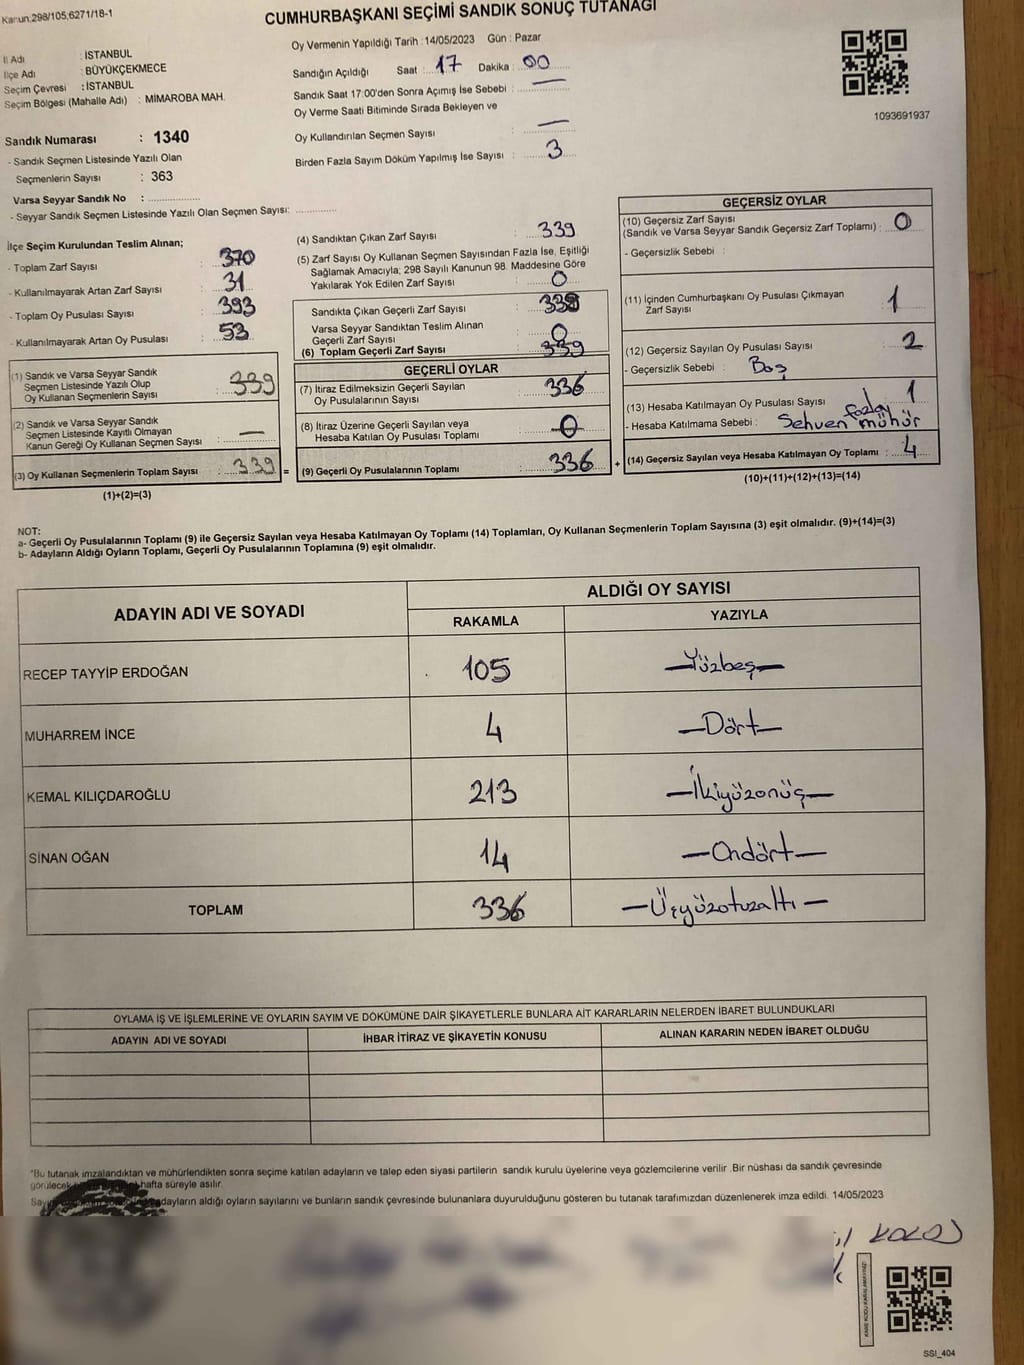 Kanun:298/105;6271/18-1
CUMHURBAŞKANI SEÇİMİ SANDIK SONUÇ TUTANAĞI
İl Adı : İSTANBUL
İlçe Adı : BÜYÜKÇEKMECE
Seçim Çevresi : İSTANBUL
Seçim Bölgesi (Mahalle Adı) : MİMAROBA MAH.
Sandık Numarası : 1340
- Sandık Seçmen Listesinde Yazılı Olan
Seçmenlerin Sayısı : 363
Varsa Seyyar Sandık No :
- Seyyar Sandık Seçmen Listesinde Yazılı Olan Seçmen Sayısı:
Oy Vermenin Yapıldığı Tarih : 14/05/2023 Gün : Pazar
Sandığın Açıldığı Saat : 17 Dakika : 00
Sandık Saat 17:00'den Sonra Açımış İse Sebebi : —
Oy Verme Saati Bitiminde Sırada Bekleyen ve
Oy Kullandırılan Seçmen Sayısı : —
Birden Fazla Sayım Döküm Yapılmış İse Sayısı : 3
1093691937
İlçe Seçim Kurulundan Teslim Alınan;
- Toplam Zarf Sayısı : 370
- Kullanılmayarak Artan Zarf Sayısı : 31
- Toplam Oy Pusulası Sayısı : 393
- Kullanılmayarak Artan Oy Pusulası : 53
(1) Sandık ve Varsa Seyyar Sandık
Seçmen Listesinde Yazılı Olup
Oy Kullanan Seçmenlerin Sayısı : 339
(2) Sandık ve Varsa Seyyar Sandık
Seçmen Listesinde Kayıtlı Olmayan
Kanun Gereği Oy Kullanan Seçmen Sayısı : —
(3) Oy Kullanan Seçmenlerin Toplam Sayısı : 339 =
(1)+(2)=(3)
(4) Sandıktan Çıkan Zarf Sayısı : 339
(5) Zarf Sayısı Oy Kullanan Seçmen Sayısından Fazla İse, Eşitliği
Sağlamak Amacıyla; 298 Sayılı Kanunun 98. Maddesine Göre
Yakılarak Yok Edilen Zarf Sayısı : 0
Sandıkta Çıkan Geçerli Zarf Sayısı : 339
Varsa Seyyar Sandıktan Teslim Alınan
Geçerli Zarf Sayısı : 0
(6) Toplam Geçerli Zarf Sayısı : 339
GEÇERLİ OYLAR
(7) İtiraz Edilmeksizin Geçerli Sayılan
Oy Pusulalarının Sayısı : 336
(8) İtiraz Üzerine Geçerli Sayılan veya
Hesaba Katılan Oy Pusulası Toplamı : 0
(9) Geçerli Oy Pusulalarının Toplamı : 336 +
GEÇERSİZ OYLAR
(10) Geçersiz Zarf Sayısı
(Sandık ve Varsa Seyyar Sandık Geçersiz Zarf Toplamı) : 0
- Geçersizlik Sebebi :
(11) İçinden Cumhurbaşkanı Oy Pusulası Çıkmayan
Zarf Sayısı : 1
(12) Geçersiz Sayılan Oy Pusulası Sayısı : 2
- Geçersizlik Sebebi : Boş
(13) Hesaba Katılmayan Oy Pusulası Sayısı : 1
- Hesaba Katılmama Sebebi : Sehven fazla mühür
(14) Geçersiz Sayılan veya Hesaba Katılmayan Oy Toplamı : 4
(10)+(11)+(12)+(13)=(14)
NOT:
a- Geçerli Oy Pusulalarının Toplamı (9) ile Geçersiz Sayılan veya Hesaba Katılmayan Oy Toplamı (14) Toplamları, Oy Kullanan Seçmenlerin Toplam Sayısına (3) eşit olmalıdır. (9)+(14)=(3)
b- Adayların Aldığı Oyların Toplamı, Geçerli Oy Pusulalarının Toplamına (9) eşit olmalıdır.
ADAYIN ADI VE SOYADI ALDIĞI OY SAYISI
RAKAMLA YAZIYLA
RECEP TAYYİP ERDOĞAN 105 —Yüzbeş—
MUHARREM İNCE 4 —Dört—
KEMAL KILIÇDAROĞLU 213 —İkiyüzonüç—
SİNAN OĞAN 14 —Ondört—
TOPLAM 336 —Üçyüzotuzaltı—
OYLAMA İŞ VE İŞLEMLERİNE VE OYLARIN SAYIM VE DÖKÜMÜNE DAİR ŞİKAYETLERLE BUNLARA AİT KARARLARIN NELERDEN İBARET BULUNDUKLARI
ADAYIN ADI VE SOYADI İHBAR İTİRAZ VE ŞİKAYETİN KONUSU ALINAN KARARIN NEDEN İBARET OLDUĞU
*Bu tutanak imzalandıktan ve mühürlendikten sonra seçime katılan adayların ve talep eden siyasi partilerin sandık kurulu üyelerine veya gözlemcilerine verilir .Bir nüshası da sandık çevresinde
görülecek hafta süreyle asılır.
adayların aldığı oyların sayılarını ve bunların sandık çevresinde bulunanlara duyurulduğunu gösteren bu tutanak tarafımızdan düzenlenerek imza edildi. 14/05/2023
SSI_404